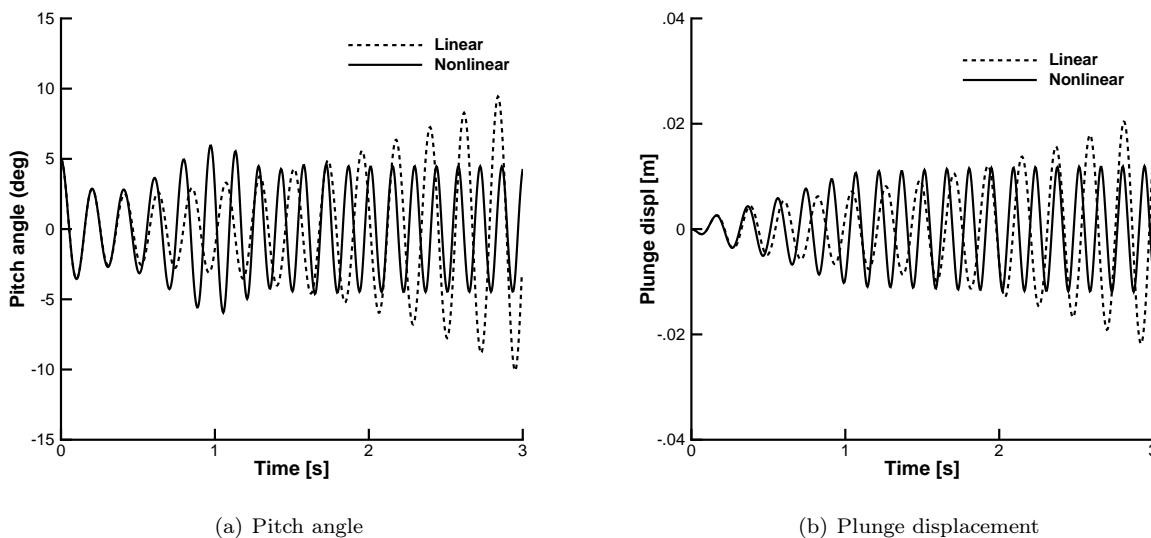 15
10
5
0
-5
-10
-15
Pitch angle (deg)
Linear
Nonlinear
0
1
2
3
Time [s]
(a) Pitch angle
.04
.02
0
-.02
-.04
Plunge displ [m]
Linear
Nonlinear
0
1
2
3
Time [s]
(b) Plunge displacement